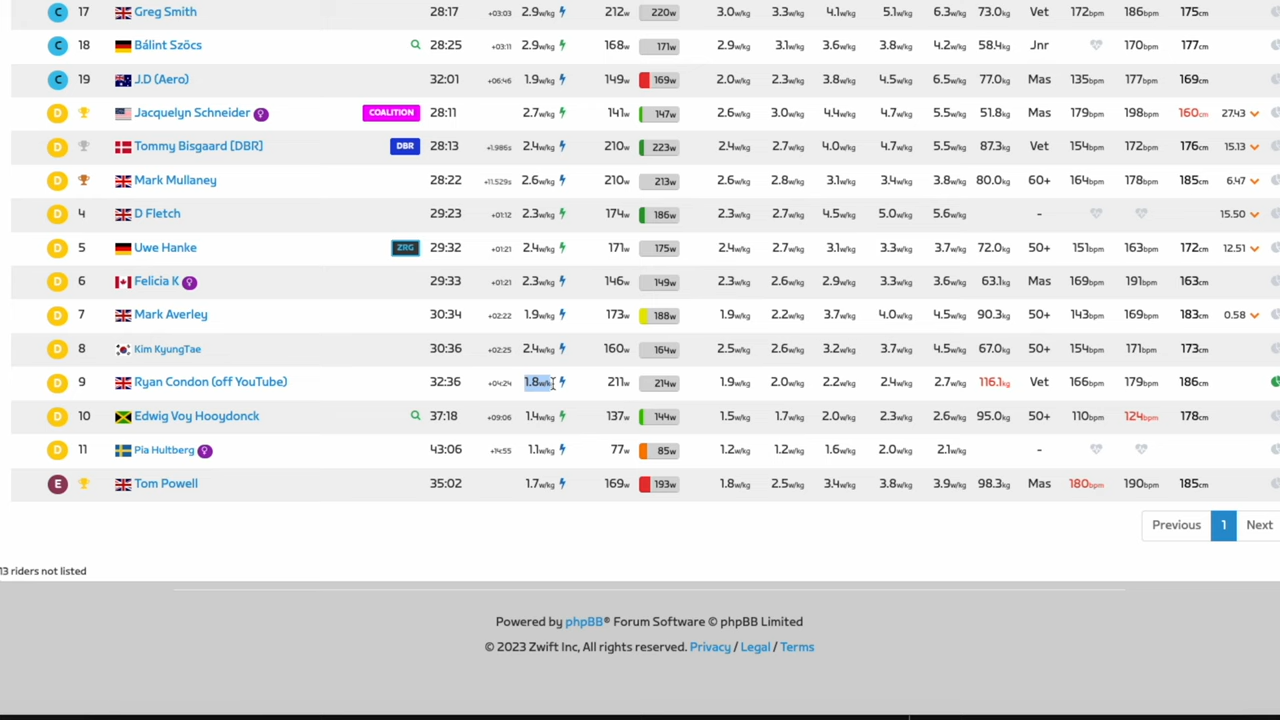 C 17 Greg Smith 28:17 +03:03 2.9w/kg 212w 220w 3.0w/kg 3.3w/kg 4.1w/kg 5.1w/kg 6.3w/kg 73.0kg Vet 172bpm 186bpm 175cm
C 18 Bálint Szőcs 28:25 +03:11 2.9w/kg 168w 171w 2.9w/kg 3.1w/kg 3.6w/kg 3.8w/kg 4.2w/kg 58.4kg Jnr 170bpm 177cm
C 19 J.D (Aero) 32:01 +06:46 1.9w/kg 149w 169w 2.0w/kg 2.3w/kg 3.8w/kg 4.5w/kg 6.5w/kg 77.0kg Mas 135bpm 177bpm 169cm
D Jacquelyn Schneider COALITION 28:11 2.7w/kg 141w 147w 2.6w/kg 3.0w/kg 4.4w/kg 4.7w/kg 5.5w/kg 51.8kg Mas 179bpm 198bpm 160cm 27.43
D Tommy Bisgaard [DBR] DBR 28:13 +1.986s 2.4w/kg 210w 223w 2.4w/kg 2.7w/kg 4.0w/kg 4.7w/kg 5.5w/kg 87.3kg Vet 154bpm 172bpm 176cm 15.13
D Mark Mullaney 28:22 +11.529s 2.6w/kg 210w 213w 2.6w/kg 2.8w/kg 3.1w/kg 3.4w/kg 3.8w/kg 80.0kg 60+ 164bpm 178bpm 185cm 6.47
D 4 D Fletch 29:23 +01:12 2.3w/kg 174w 186w 2.3w/kg 2.7w/kg 4.5w/kg 5.0w/kg 5.6w/kg - 15.50
D 5 Uwe Hanke ZRG 29:32 +01:21 2.4w/kg 171w 175w 2.4w/kg 2.7w/kg 3.1w/kg 3.3w/kg 3.7w/kg 72.0kg 50+ 151bpm 163bpm 172cm 12.51
D 6 Felicia K 29:33 +01:21 2.3w/kg 146w 149w 2.3w/kg 2.6w/kg 2.9w/kg 3.3w/kg 3.6w/kg 63.1kg Mas 169bpm 191bpm 163cm
D 7 Mark Averley 30:34 +02:22 1.9w/kg 173w 188w 1.9w/kg 2.2w/kg 3.7w/kg 4.0w/kg 4.5w/kg 90.3kg 50+ 143bpm 169bpm 183cm 0.58
D 8 Kim KyungTae 30:36 +02:25 2.4w/kg 160w 164w 2.5w/kg 2.6w/kg 3.2w/kg 3.7w/kg 4.5w/kg 67.0kg 50+ 154bpm 171bpm 173cm
D 9 Ryan Condon (off YouTube) 32:36 +04:24 1.8w/kg 211w 214w 1.9w/kg 2.0w/kg 2.2w/kg 2.4w/kg 2.7w/kg 116.1kg Vet 166bpm 179bpm 186cm
D 10 Edwig Voy Hooydonck 37:18 +09:06 1.4w/kg 137w 144w 1.5w/kg 1.7w/kg 2.0w/kg 2.3w/kg 2.6w/kg 95.0kg 50+ 110bpm 124bpm 178cm
D 11 Pia Hultberg 43:06 +14:55 1.1w/kg 77w 85w 1.2w/kg 1.2w/kg 1.6w/kg 2.0w/kg 2.1w/kg -
E Tom Powell 35:02 1.7w/kg 169w 193w 1.8w/kg 2.5w/kg 3.4w/kg 3.8w/kg 3.9w/kg 98.3kg Mas 180bpm 190bpm 185cm
Previous 1 Next
13 riders not listed
Powered by phpBB® Forum Software © phpBB Limited
© 2023 Zwift Inc, All rights reserved. Privacy / Legal / Terms